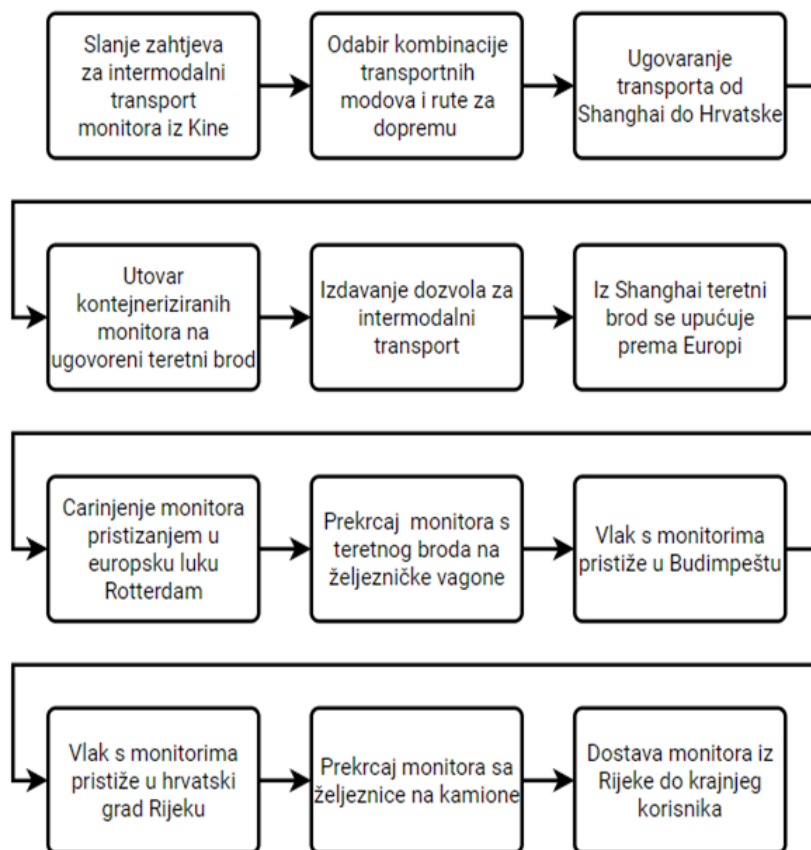 Slanje zahtjeva
za intermodalni
transport
monitora iz Kine
Odabir kombinacije
transportnih
modova i rute za
dopremu
Ugovaranje
transporta od
Shanghai do Hrvatske
Utovar
kontejneriziranih
monitora na
ugovoreni teretni brod
Izdavanje dozvola za
intermodalni
transport
Iz Shanghai teretni
brod se upućuje
prema Europi
Carinjenje monitora
pristizanjem u
europsku luku
Rotterdam
Prekrcaj monitora s
teretnog broda na
željezničke vagone
Vlak s monitorima
pristiže u Budimpeštu
Vlak s monitorima
pristiže u hrvatski
grad Rijeku
Prekrcaj monitora sa
željeznice na kamione
Dostava monitora iz
Rijeke do krajnjeg
korisnika